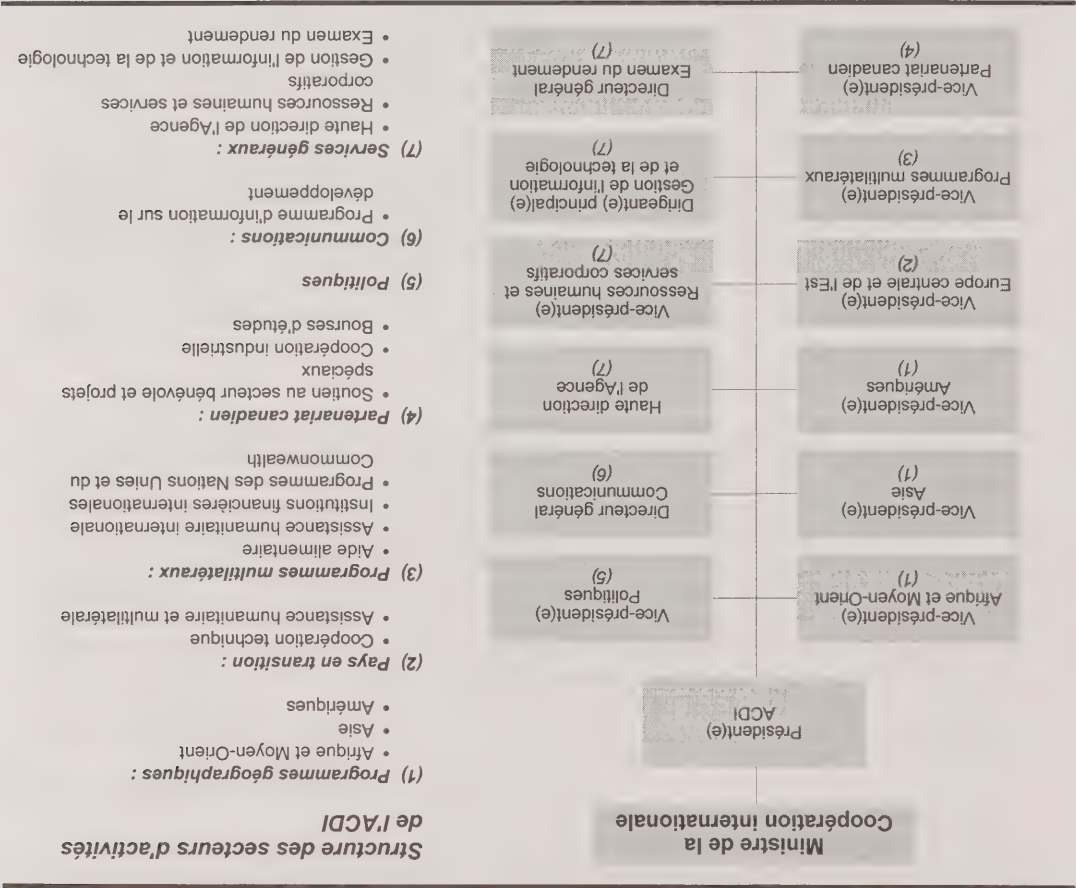 Ministre de la
Coopération internationale
Président(e)
ACDI
Vice-président(e)
Afrique et Moyen-Orient
(1)
Vice-président(e)
Politiques
(5)
Vice-président(e)
Asie
(1)
Directeur général
Communications
(6)
Vice-président(e)
Amériques
(1)
Haute direction
de l'Agence
(7)
Vice-président(e)
Europe centrale et de l'Est
(2)
Vice-président(e)
Ressources humaines et
services corporatifs
(7)
Vice-président(e)
Programmes multilatéraux
(3)
Dirigeant(e) principal(e)
Gestion de l'information
et de la technologie
(7)
Vice-président(e)
Partenariat canadien
(4)
Directeur général
Examen du rendement
(7)
Structure des secteurs d'activités
de l'ACDI
(1) Programmes géographiques :
• Afrique et Moyen-Orient
• Asie
• Amériques
(2) Pays en transition :
• Coopération technique
• Assistance humanitaire et multilatérale
(3) Programmes multilatéraux :
• Aide alimentaire
• Assistance humanitaire internationale
• Institutions financières internationales
• Programmes des Nations Unies et du
Commonwealth
(4) Partenariat canadien :
• Soutien au secteur bénévole et projets
spéciaux
• Coopération industrielle
• Bourses d'études
(5) Politiques
(6) Communications :
• Programme d'information sur le
développement
(7) Services généraux :
• Haute direction de l'Agence
• Ressources humaines et services
corporatifs
• Gestion de l'information et de la technologie
• Examen du rendement